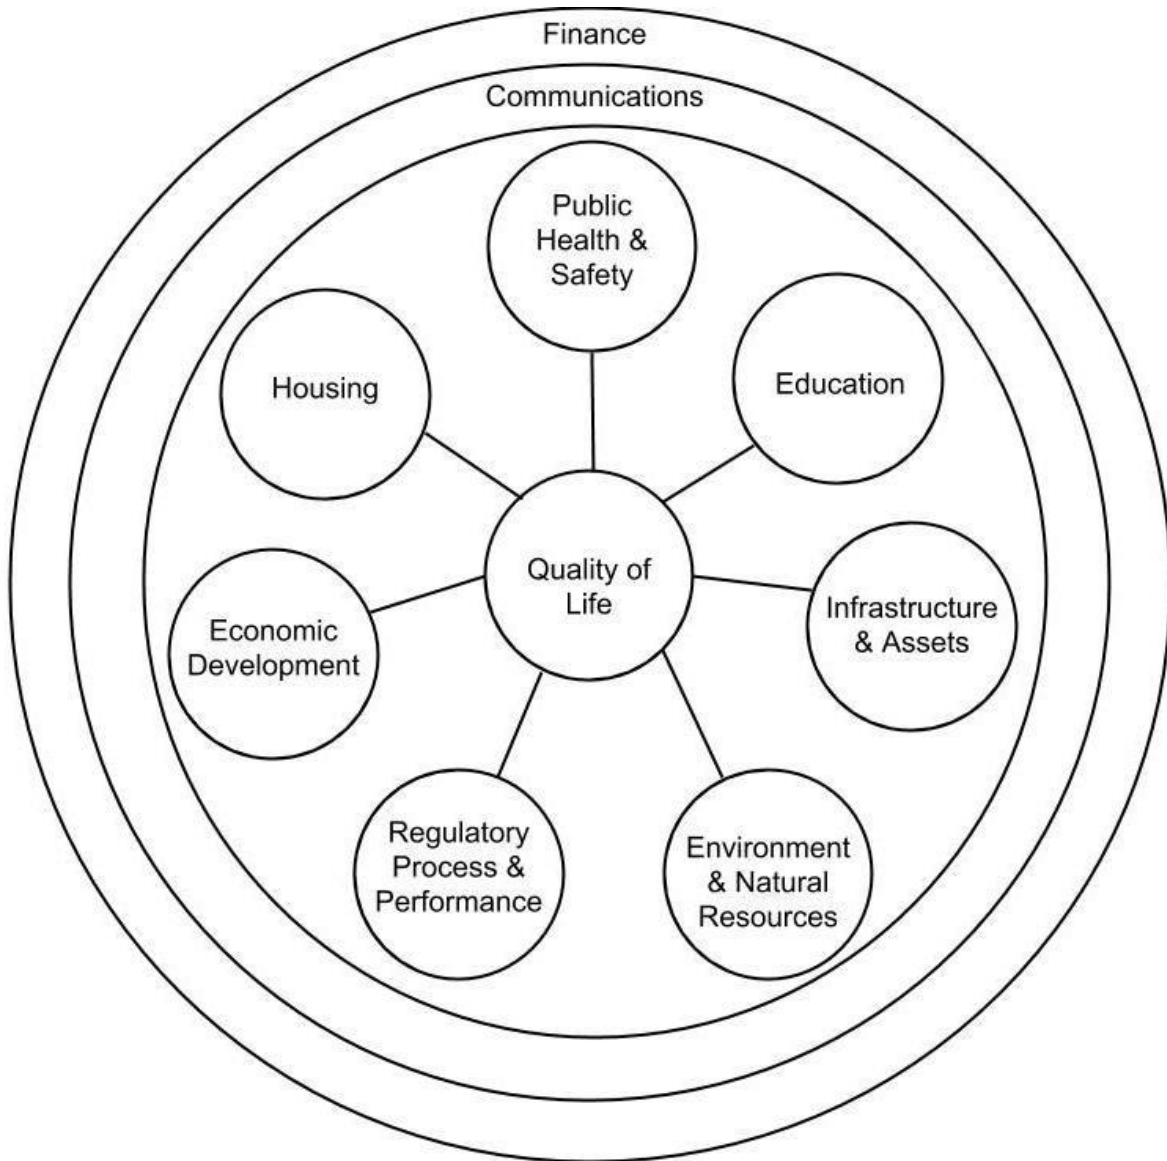 Finance
Communications
Public
Health &
Safety
Housing
Education
Quality of
Life
Economic
Development
Infrastructure
& Assets
Regulatory
Process &
Performance
Environment
& Natural
Resources